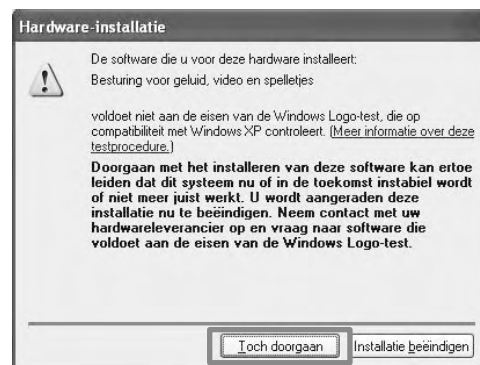 Hardware-installatie
De software die u voor deze hardware installeert:
Besturing voor geluid, video en spelletjes
voldoet niet aan de eisen van de Windows Logo-test, die op
compatibiliteit met Windows XP controleert. (Meer informatie over deze
testprocedure.)
Doorgaan met het installeren van deze software kan ertoe
leiden dat dit systeem nu of in de toekomst instabiel wordt
of niet meer juist werkt. U wordt aangeraden deze
installatie nu te beëindigen. Neem contact met uw
hardwareleverancier op en vraag naar software die
voldoet aan de eisen van de Windows Logo-test.
Toch doorgaan
Installatie beëindigen